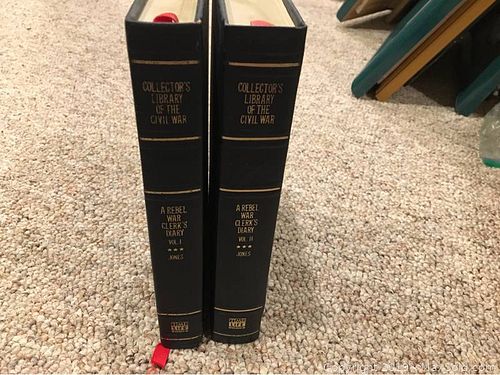 COLLECTOR'S
LIBRARY
OF THE
CIVIL WAR
A REBEL
WAR
CLERK'S
DIARY
VOL. I
JONES
COLLECTOR'S
LIBRARY
OF THE
CIVIL WAR
A REBEL
WAR
CLERK'S
DIARY
VOL. II
JONES